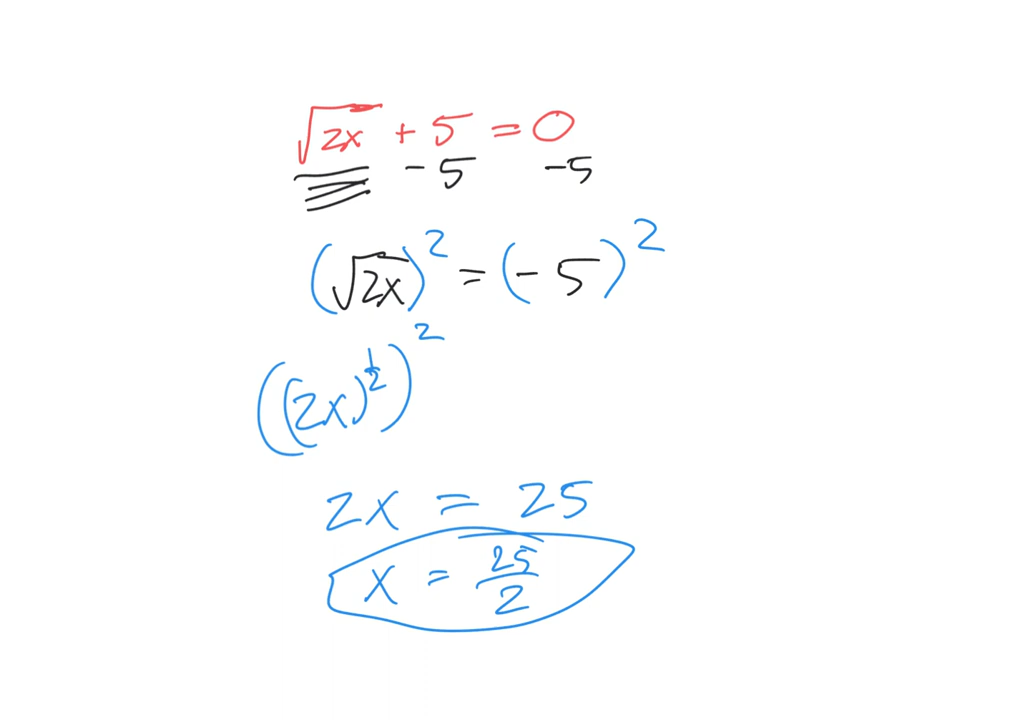 √2x + 5 = 0
- 5 -5
(√2x)² = (- 5)²
((2x)^½)²
2x = 25
x = 25/2